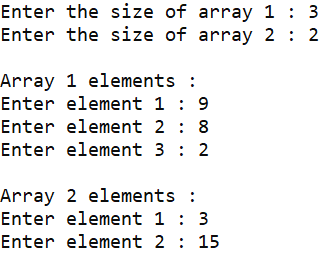 Enter the size of array 1 : 3
Enter the size of array 2 : 2
Array 1 elements :
Enter element 1 : 9
Enter element 2 : 8
Enter element 3 : 2
Array 2 elements :
Enter element 1 : 3
Enter element 2 : 15